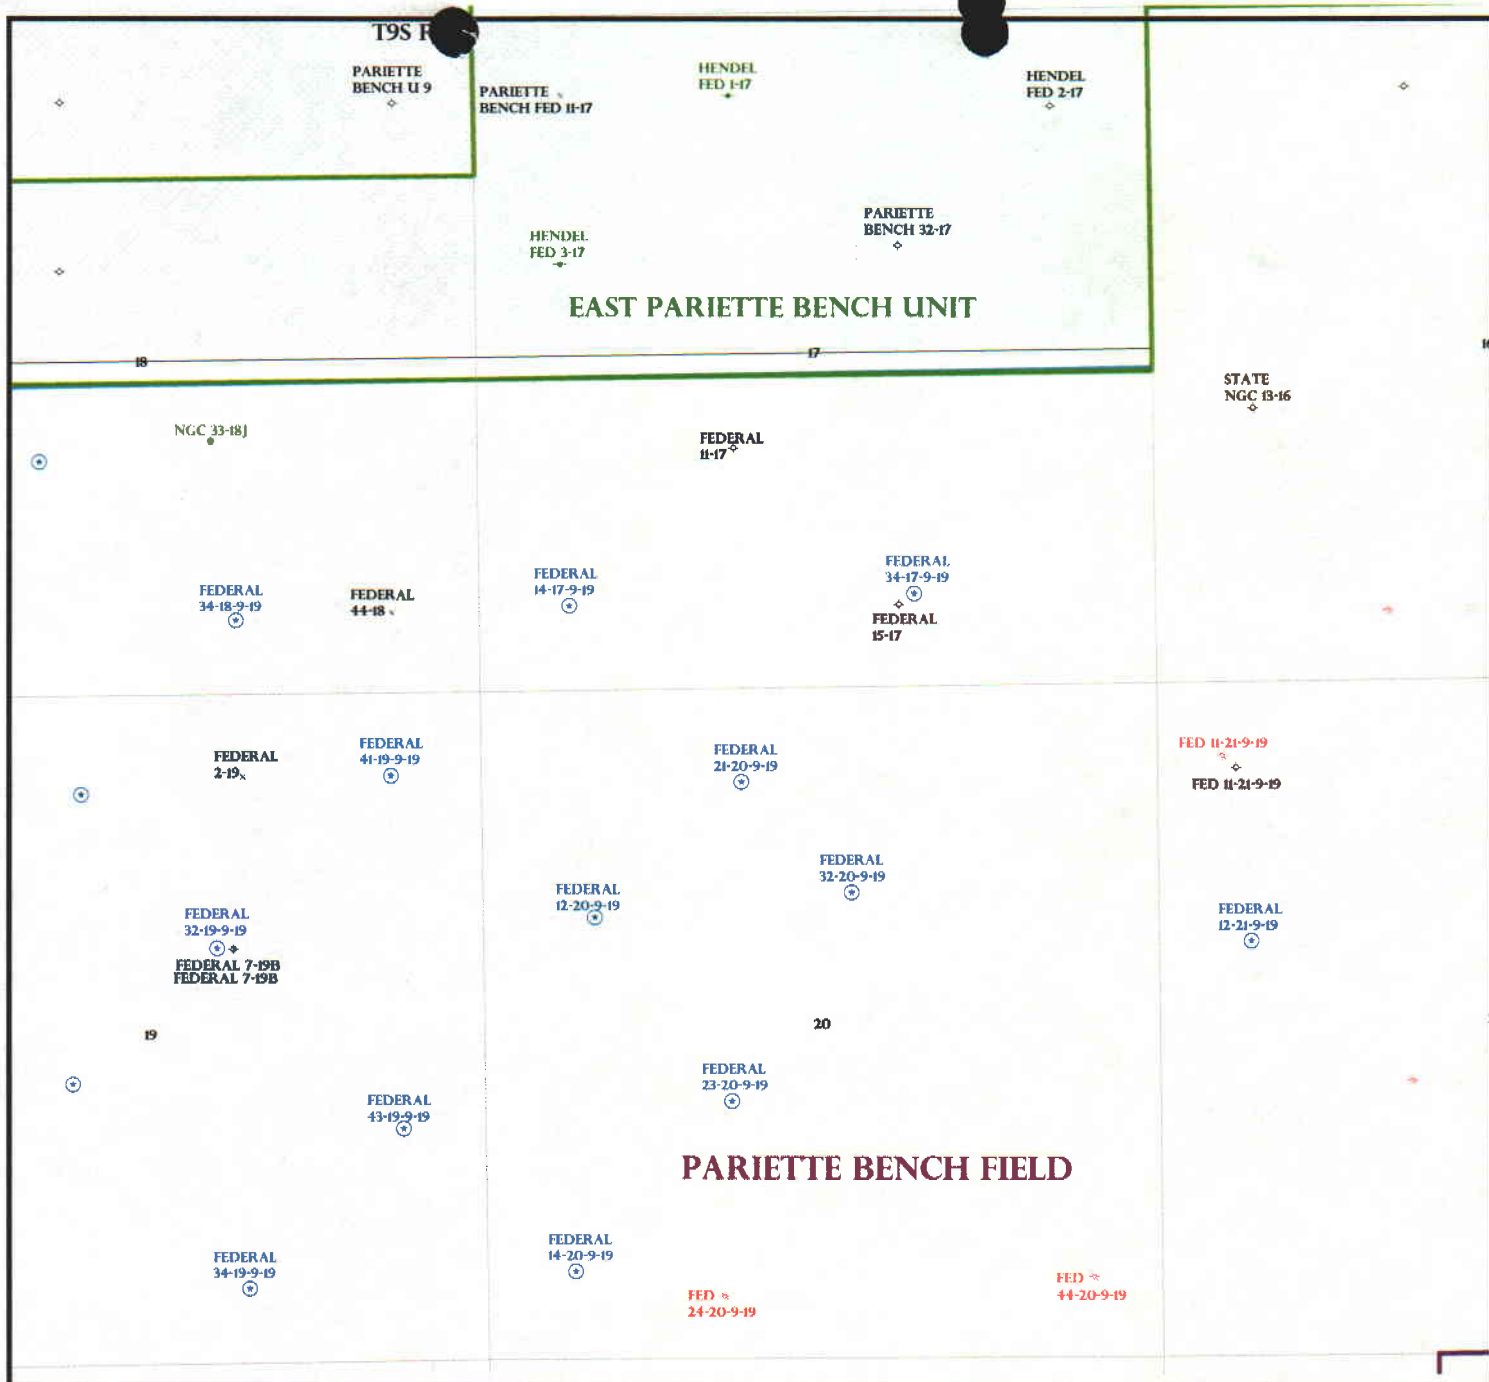 T9S R
PARIETTE
BENCH U 9
PARIETTE
BENCH FED 11-17
HENDEL
FED 1-17
HENDEL
FED 2-17
PARIETTE
BENCH 32-17
HENDEL
FED 3-17
EAST PARIETTE BENCH UNIT
18
17
STATE
NGC 13-16
NGC 33-18J
FEDERAL
11-17
FEDERAL
34-18-9-19
FEDERAL
44-18
FEDERAL
14-17-9-19
FEDERAL
34-17-9-19
FEDERAL
15-17
FEDERAL
2-19
FEDERAL
41-19-9-19
FEDERAL
21-20-9-19
FED 11-21-9-19
FED 11-21-9-19
FEDERAL
32-20-9-19
FEDERAL
12-20-9-19
FEDERAL
32-19-9-19
FEDERAL 7-19B
FEDERAL 7-19B
FEDERAL
12-21-9-19
19
20
FEDERAL
23-20-9-19
FEDERAL
43-19-9-19
PARIETTE BENCH FIELD
FEDERAL
34-19-9-19
FEDERAL
14-20-9-19
FED
24-20-9-19
FED
44-20-9-19